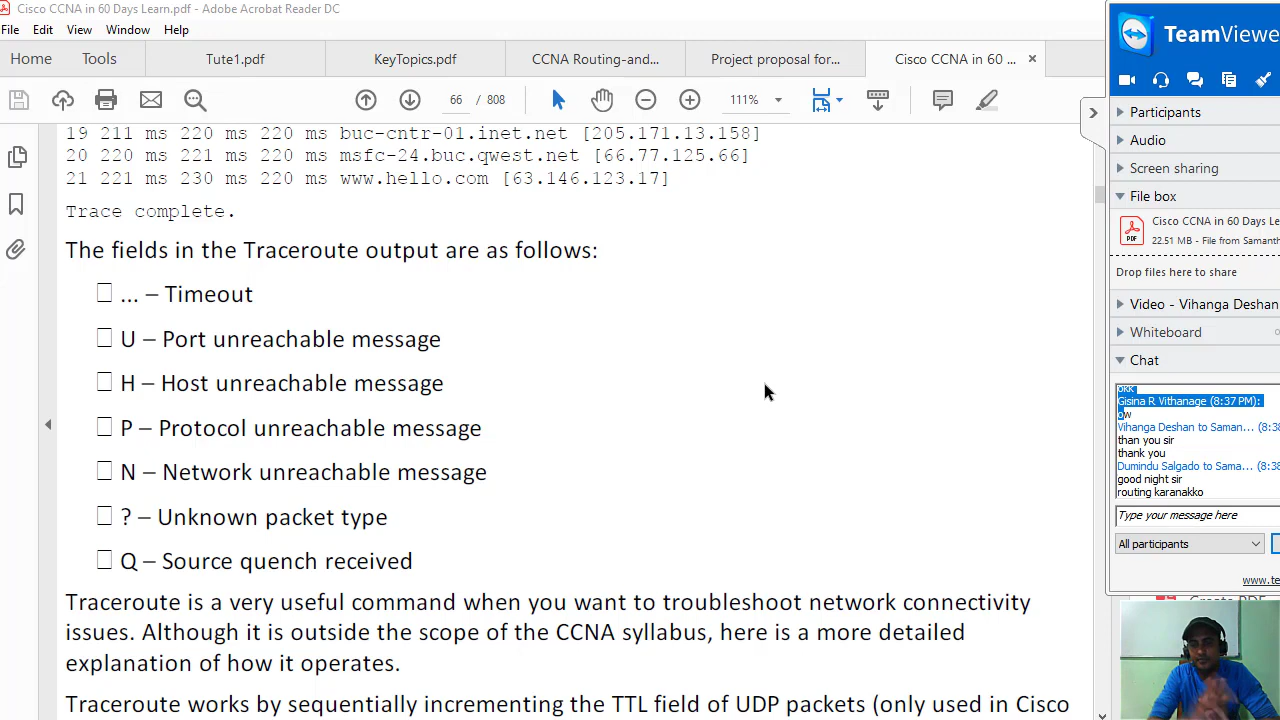 Cisco CCNA in 60 Days Learn.pdf - Adobe Acrobat Reader DC
File Edit View Window Help
Home Tools Tute1.pdf KeyTopics.pdf CCNA Routing-and... Project proposal for... Cisco CCNA in 60 ...
66 / 808 111%
19 211 ms 220 ms 220 ms buc-cntr-01.inet.net [205.171.13.158]
20 220 ms 221 ms 220 ms msfc-24.buc.qwest.net [66.77.125.66]
21 221 ms 230 ms 220 ms www.hello.com [63.146.123.17]
Trace complete.
The fields in the Traceroute output are as follows:
... – Timeout
U – Port unreachable message
H – Host unreachable message
P – Protocol unreachable message
N – Network unreachable message
? – Unknown packet type
Q – Source quench received
Traceroute is a very useful command when you want to troubleshoot network connectivity
issues. Although it is outside the scope of the CCNA syllabus, here is a more detailed
explanation of how it operates.
Traceroute works by sequentially incrementing the TTL field of UDP packets (only used in Cisco
TeamViewe
Participants
Audio
Screen sharing
File box
Cisco CCNA in 60 Days Lear
PDF
22.51 MB - File from Samanth
Drop files here to share
Video - Vihanga Deshan
Whiteboard
Chat
okk
Gisina R Vithanage (8:37 PM):
ow
Vihanga Deshan to Saman... (8:38
than you sir
thank you
Dumindu Salgado to Sama... (8:3
good night sir
routing karanakko
Type your message here
All participants
www.te
Create PDF